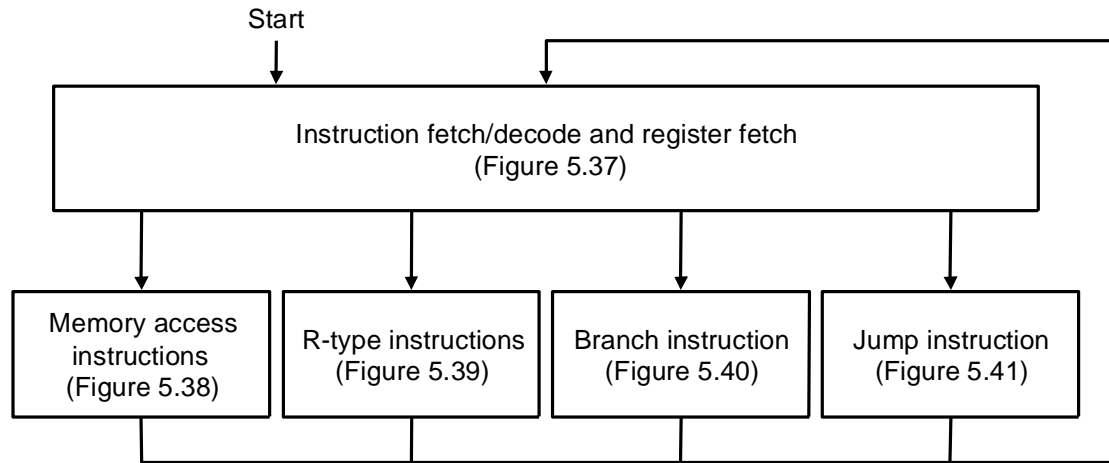 Start
Instruction fetch/decode and register fetch
(Figure 5.37)
Memory access
instructions
(Figure 5.38)
R-type instructions
(Figure 5.39)
Branch instruction
(Figure 5.40)
Jump instruction
(Figure 5.41)